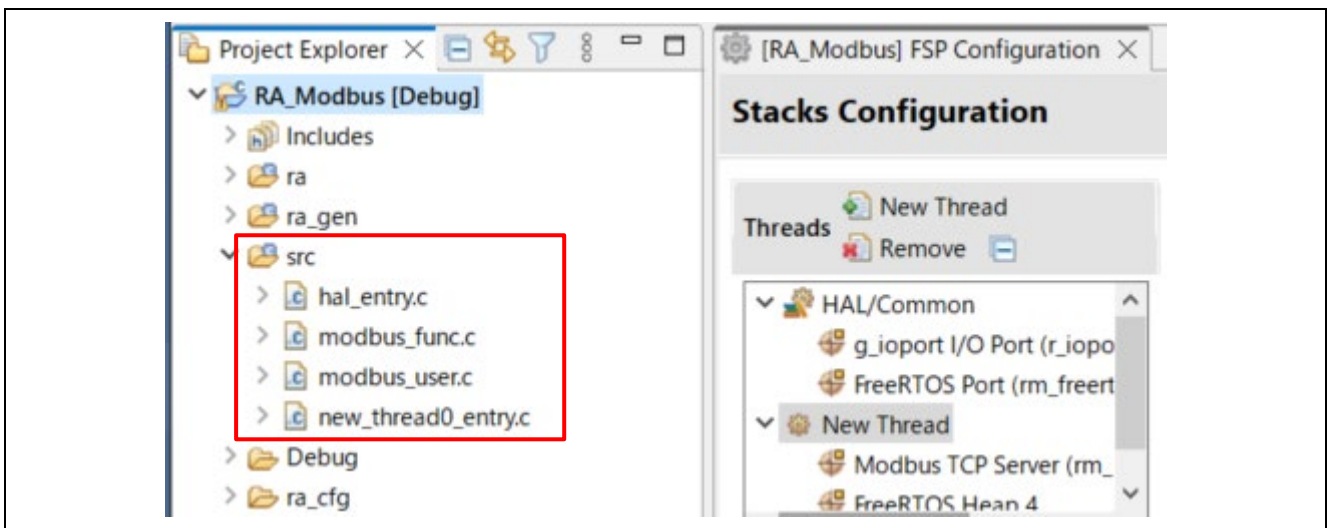 Project Explorer
RA_Modbus [Debug]
Includes
ra
ra_gen
src
hal_entry.c
modbus_func.c
modbus_user.c
new_thread0_entry.c
Debug
ra_cfg
[RA_Modbus] FSP Configuration
Stacks Configuration
Threads
New Thread
Remove
HAL/Common
g_ioport I/O Port (r_iopo
FreeRTOS Port (rm_freert
New Thread
Modbus TCP Server (rm_
FreeRTOS Heap 4